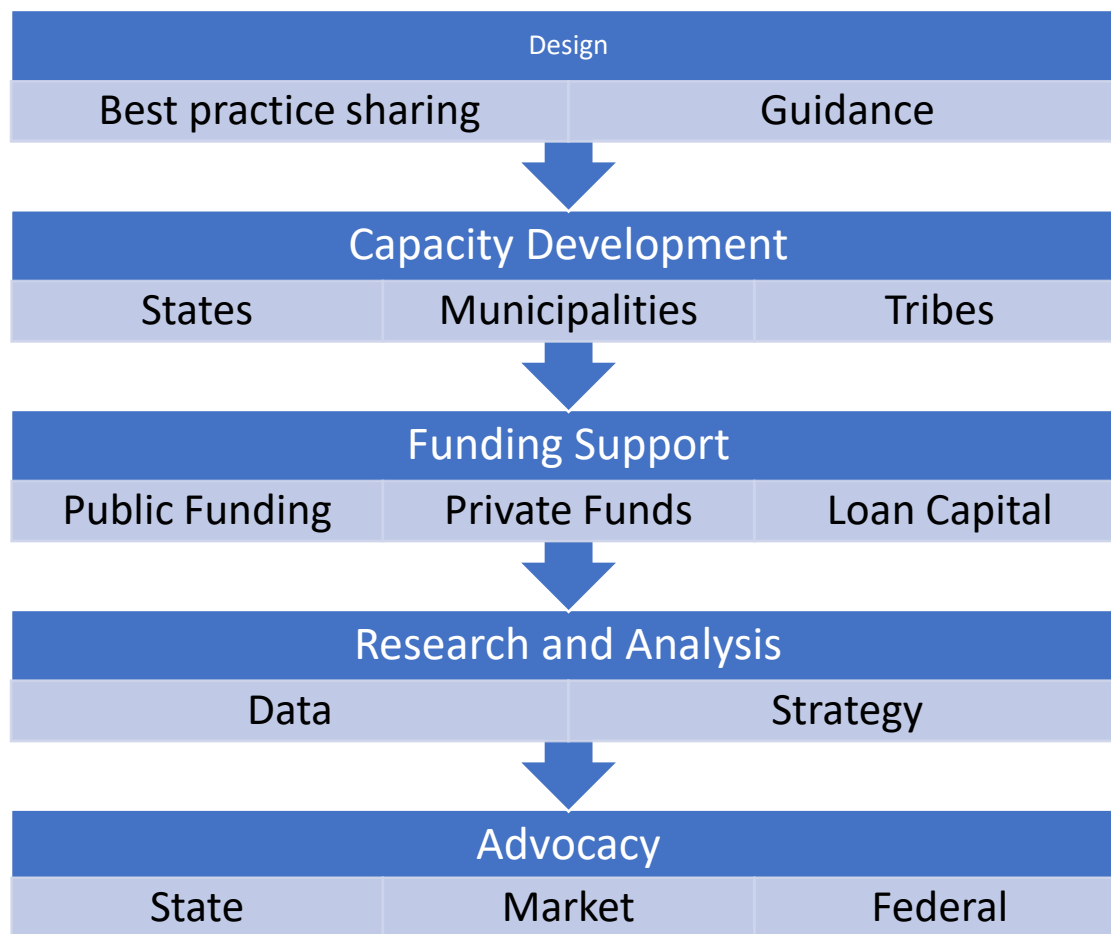 Design
Best practice sharing Guidance
Capacity Development
States Municipalities Tribes
Funding Support
Public Funding Private Funds Loan Capital
Research and Analysis
Data Strategy
Advocacy
State Market Federal